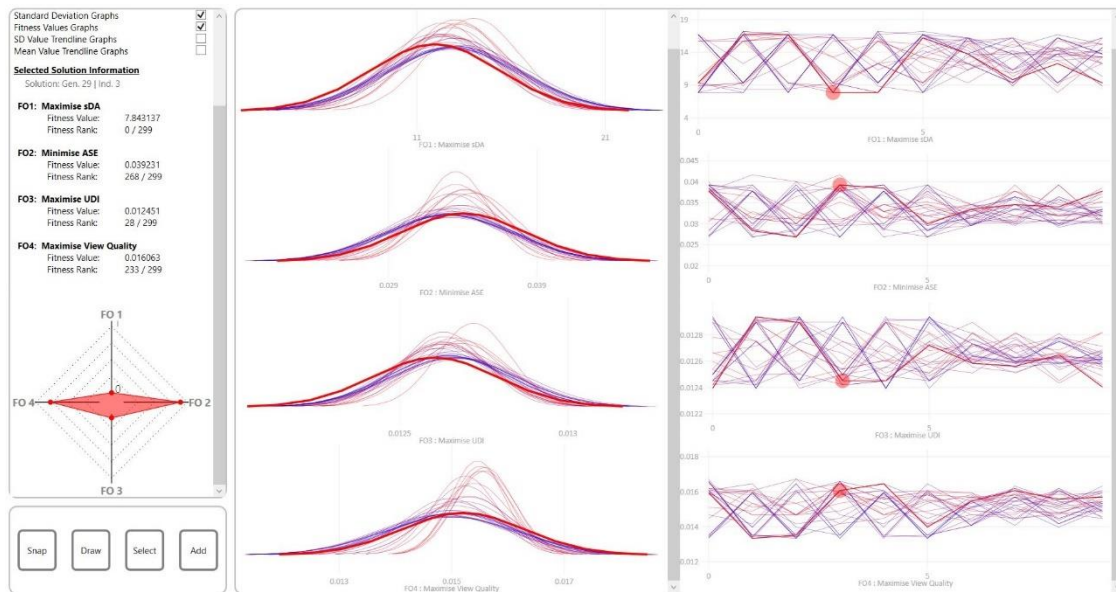 Standard Deviation Graphs
Fitness Values Graphs
SD Value Trendline Graphs
Mean Value Trendline Graphs
Selected Solution Information
Solution: Gen. 29 | Ind. 3
FO1: Maximise sDA
Fitness Value: 7.843137
Fitness Rank: 0 / 299
FO2: Minimise ASE
Fitness Value: 0.039231
Fitness Rank: 268 / 299
FO3: Maximise UDI
Fitness Value: 0.012451
Fitness Rank: 28 / 299
FO4: Maximise View Quality
Fitness Value: 0.016063
Fitness Rank: 233 / 299
FO 1
1
0
FO 4
FO 2
FO 3
Snap
Draw
Select
Add
11 21
FO1 : Maximise sDA
0.029 0.039
FO2 : Minimise ASE
0.0125 0.013
FO3 : Maximise UDI
0.013 0.015 0.017
FO4 : Maximise View Quality
19
14
9
4
0 5
FO1 : Maximise sDA
0.045
0.04
0.035
0.03
0.025
0.02
0 5
FO2 : Minimise ASE
0.0128
0.0126
0.0124
0.0122
0 5
FO3 : Maximise UDI
0.018
0.016
0.014
0.012
0 5
FO4 : Maximise View Quality